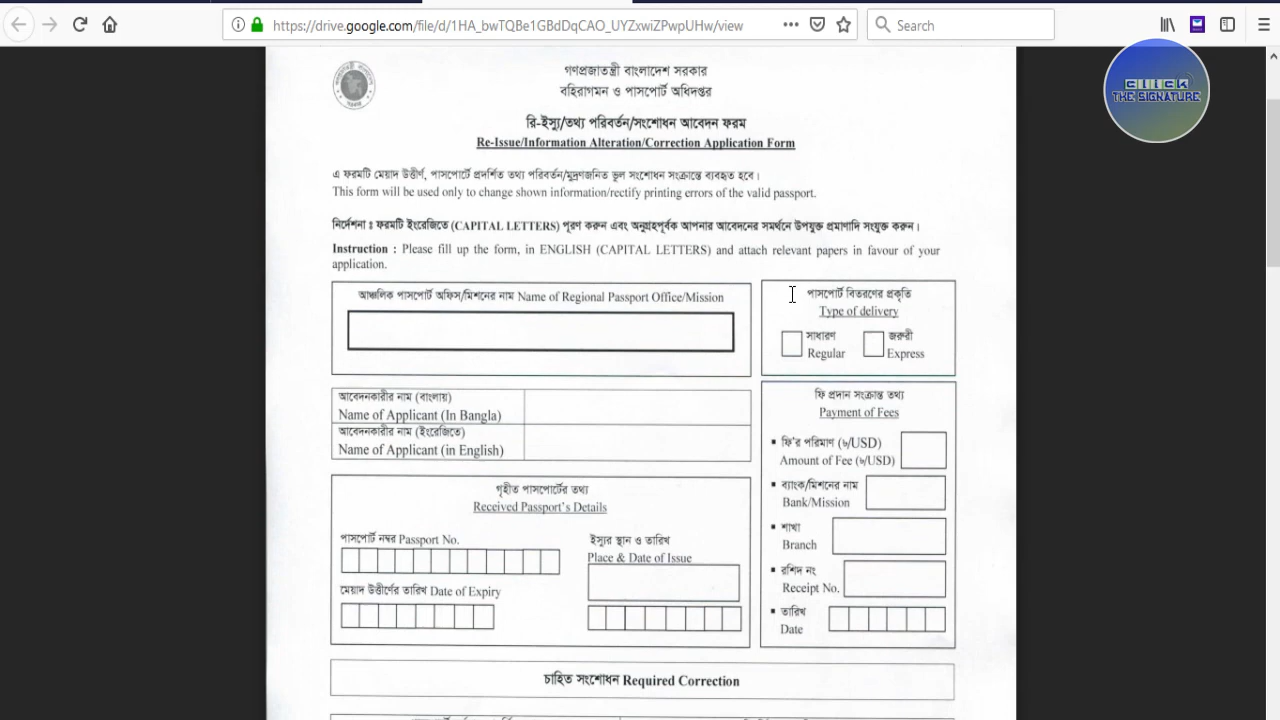 https://drive.google.com/file/d/1HA_bwTQBe1GBdDqCAO_UYZxwiZPwpUHw/view
Search
CLICK
THE SIGNATURE
গণপ্রজাতন্ত্রী বাংলাদেশ সরকার
বহিরাগমন ও পাসপোর্ট অধিদপ্তর
রি-ইস্যু/তথ্য পরিবর্তন/সংশোধন আবেদন ফরম
Re-Issue/Information Alteration/Correction Application Form
এ ফরমটি মেয়াদ উত্তীর্ণ, পাসপোর্টে প্রদর্শিত তথ্য পরিবর্তন/মুদ্রণজনিত ভুল সংশোধন সংক্রান্তে ব্যবহৃত হবে।
This form will be used only to change shown information/rectify printing errors of the valid passport.
নির্দেশনা : ফরমটি ইংরেজিতে (CAPITAL LETTERS) পূরণ করুন এবং অনুগ্রহপূর্বক আপনার আবেদনের সমর্থনে উপযুক্ত প্রমাণাদি সংযুক্ত করুন।
Instruction : Please fill up the form, in ENGLISH (CAPITAL LETTERS) and attach relevant papers in favour of your
application.
আঞ্চলিক পাসপোর্ট অফিস/মিশনের নাম Name of Regional Passport Office/Mission
পাসপোর্ট বিতরণের প্রকৃতি
Type of delivery
সাধারণ
Regular
জরুরী
Express
আবেদনকারীর নাম (বাংলায়)
Name of Applicant (In Bangla)
আবেদনকারীর নাম (ইংরেজিতে)
Name of Applicant (in English)
ফি প্রদান সংক্রান্ত তথ্য
Payment of Fees
▪ ফি'র পরিমাণ (৳/USD)
Amount of Fee (৳/USD)
▪ ব্যাংক/মিশনের নাম
Bank/Mission
▪ শাখা
Branch
▪ রশিদ নং
Receipt No.
▪ তারিখ
Date
গৃহীত পাসপোর্টের তথ্য
Received Passport's Details
পাসপোর্ট নম্বর Passport No.
ইস্যুর স্থান ও তারিখ
Place & Date of Issue
মেয়াদ উত্তীর্ণের তারিখ Date of Expiry
চাহিত সংশোধন Required Correction